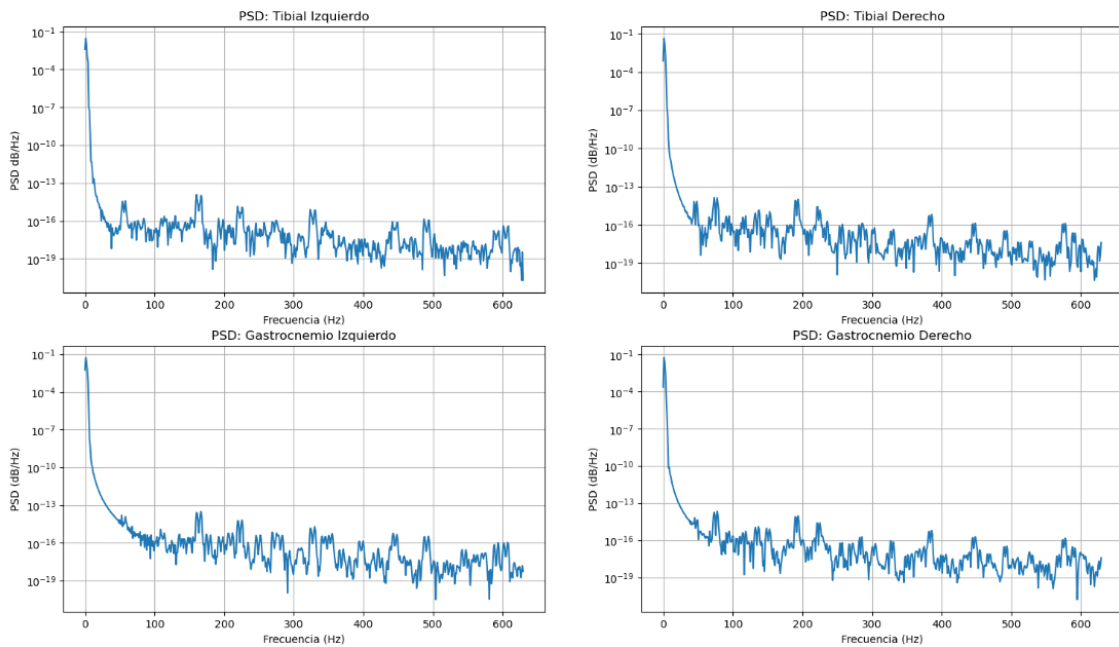 PSD: Tibial Izquierdo
PSD dB/Hz
10⁻¹
10⁻⁴
10⁻⁷
10⁻¹⁰
10⁻¹³
10⁻¹⁶
10⁻¹⁹
0 100 200 300 400 500 600
Frecuencia (Hz)
PSD: Tibial Derecho
PSD (dB/Hz)
10⁻¹
10⁻⁴
10⁻⁷
10⁻¹⁰
10⁻¹³
10⁻¹⁶
10⁻¹⁹
0 100 200 300 400 500 600
Frecuencia (Hz)
PSD: Gastrocnemio Izquierdo
PSD (dB/Hz)
10⁻¹
10⁻⁴
10⁻⁷
10⁻¹⁰
10⁻¹³
10⁻¹⁶
10⁻¹⁹
0 100 200 300 400 500 600
Frecuencia (Hz)
PSD: Gastrocnemio Derecho
PSD (dB/Hz)
10⁻¹
10⁻⁴
10⁻⁷
10⁻¹⁰
10⁻¹³
10⁻¹⁶
10⁻¹⁹
0 100 200 300 400 500 600
Frecuencia (Hz)